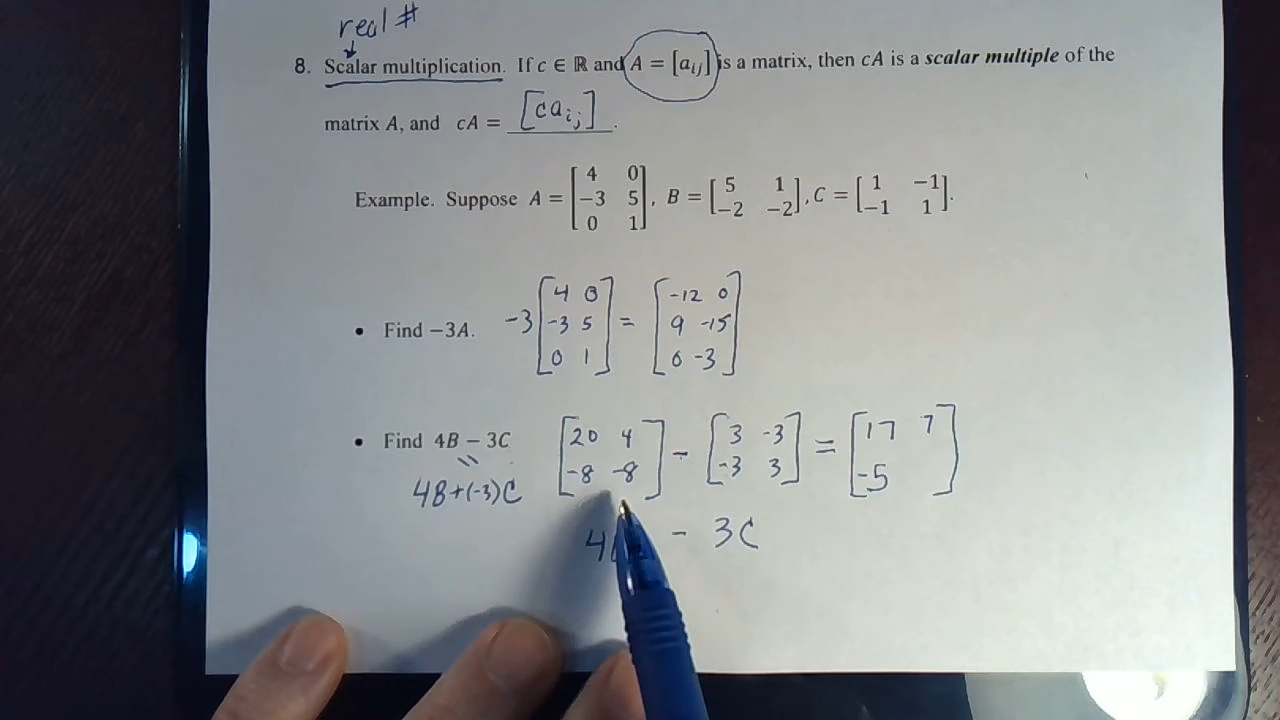 real #
8. Scalar multiplication. If c ∈ ℝ and A = [a_ij] is a matrix, then cA is a scalar multiple of the
matrix A, and cA = [ca_ij].
Example. Suppose A = [4 0; −3 5; 0 1], B = [5 1; −2 −2], C = [1 −1; −1 1].
• Find −3A. -3 [4 0; -3 5; 0 1] = [-12 0; 9 -15; 0 -3]
• Find 4B − 3C [20 4; -8 -8] - [3 -3; -3 3] = [17 7; -5]
4B+(-3)C
4 - 3C